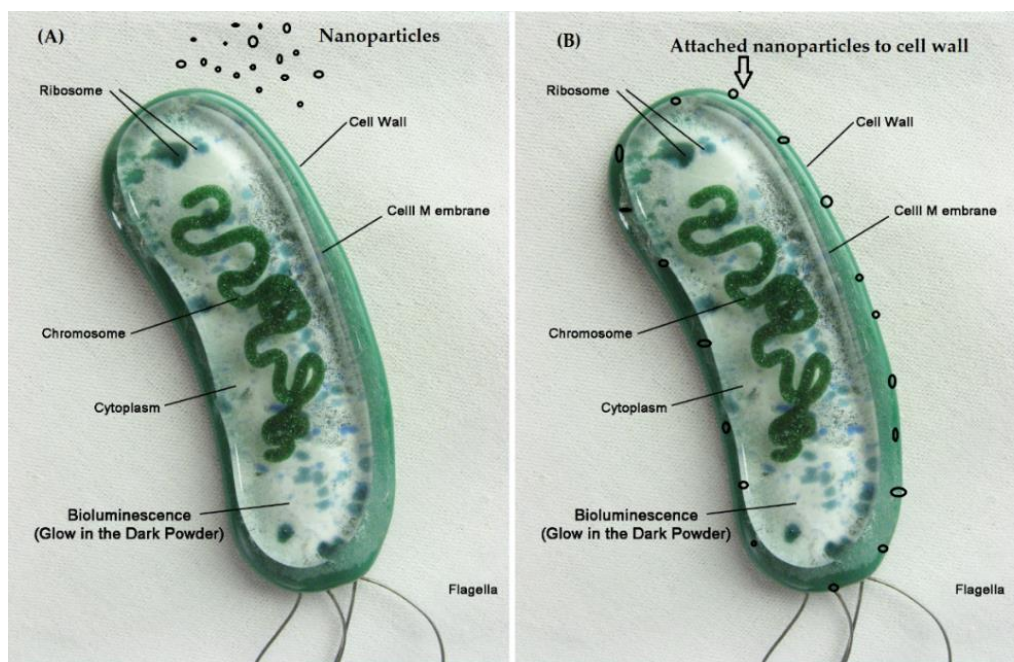 (A)
Nanoparticles
Ribosome
Cell Wall
Celll M embrane
Chromosome
Cytoplasm
Bioluminescence
(Glow in the Dark Powder)
Flagella
(B)
Attached nanoparticles to cell wall
Ribosome
Cell Wall
Celll M embrane
Chromosome
Cytoplasm
Bioluminescence
(Glow in the Dark Powder)
Flagella